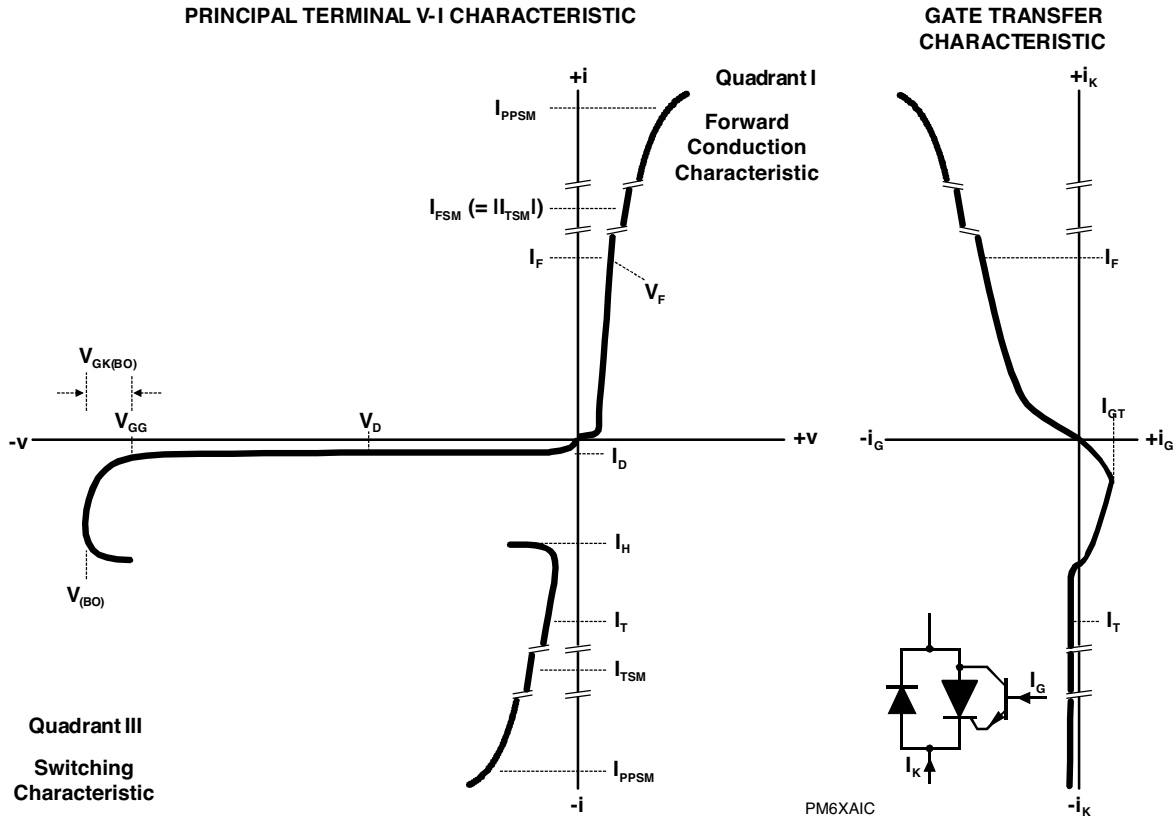 PRINCIPAL TERMINAL V-I CHARACTERISTIC
GATE TRANSFER
CHARACTERISTIC
+i
Quadrant I
+iK
IPPSM
Forward
Conduction
Characteristic
IFSM (= |ITSM|)
IF
VF
IF
VGK(BO)
VGG
VD
IGT
-v
+v
-iG
+iG
ID
IH
V(BO)
IT
IT
ITSM
IG
Quadrant III
Switching
Characteristic
IPPSM
IK
-i
PM6XAIC
-iK